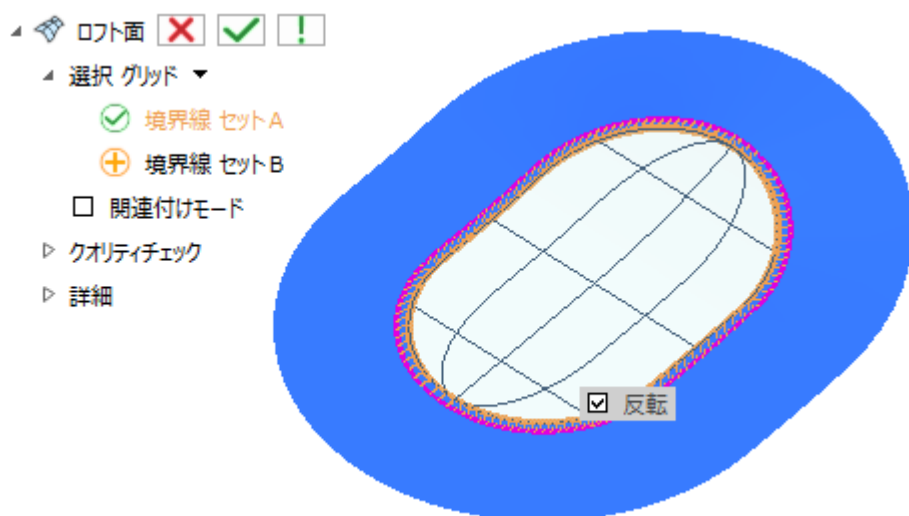 ロフト面
選択 グリッド
境界線 セットA
境界線 セットB
関連付けモード
クオリティチェック
詳細
反転